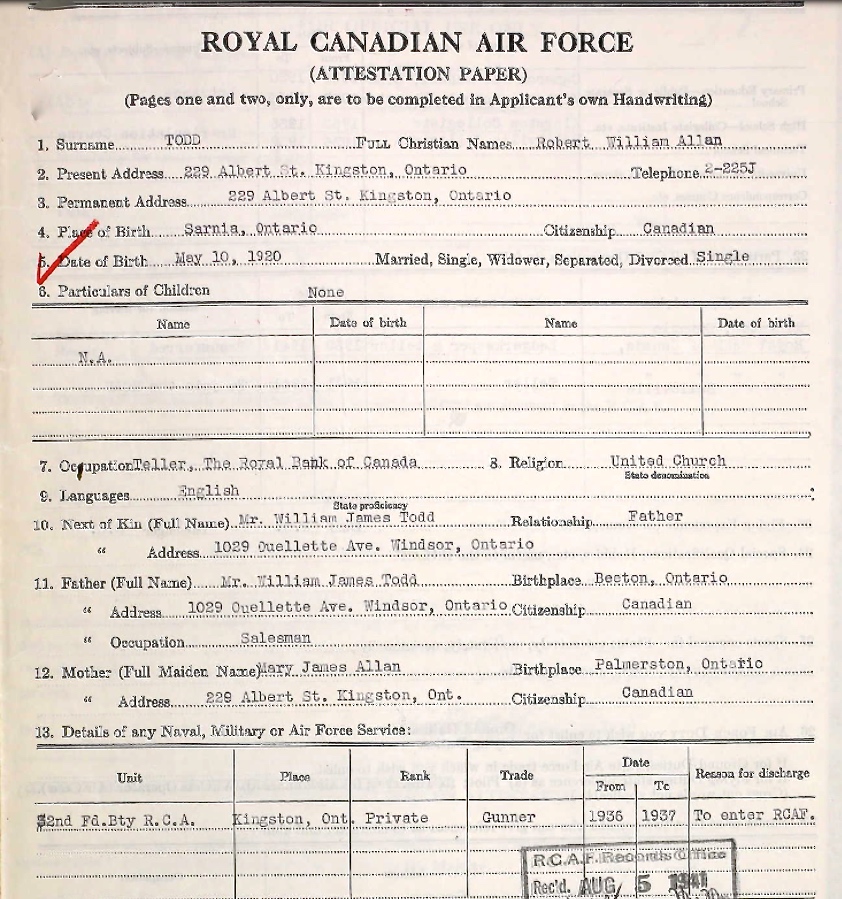 ROYAL CANADIAN AIR FORCE
(ATTESTATION PAPER)
(Pages one and two, only, are to be completed in Applicant's own Handwriting)
1. Surname TODD FULL Christian Names Robert William Allan
2. Present Address 229 Albert St. Kingston, Ontario Telephone 2-225J
3. Permanent Address 229 Albert St. Kingston, Ontario
4. Place of Birth Sarnia, Ontario Citizenship Canadian
5. Date of Birth May 10, 1920 Married, Single, Widower, Separated, Divorced Single
6. Particulars of Children None
Name Date of birth Name Date of birth
N.A.
7. Occupation Teller, The Royal Bank of Canada 8. Religion United Church
State denomination
9. Languages English
State proficiency
10. Next of Kin (Full Name) Mr. William James Todd Relationship Father
" Address 1029 Ouellette Ave. Windsor, Ontario
11. Father (Full Name) Mr. William James Todd Birthplace Beeton, Ontario
" Address 1029 Ouellette Ave. Windsor, Ontario Citizenship Canadian
" Occupation Salesman
12. Mother (Full Maiden Name) Mary James Allan Birthplace Palmerston, Ontario
" Address 229 Albert St. Kingston, Ont. Citizenship Canadian
13. Details of any Naval, Military or Air Force Service:
Unit Place Rank Trade Date Reason for discharge
From To
32nd Fd.Bty R.C.A. Kingston, Ont. Private Gunner 1936 1937 To enter RCAF.
R.C.A.F. Records Office
Rec'd. AUG 5 1941